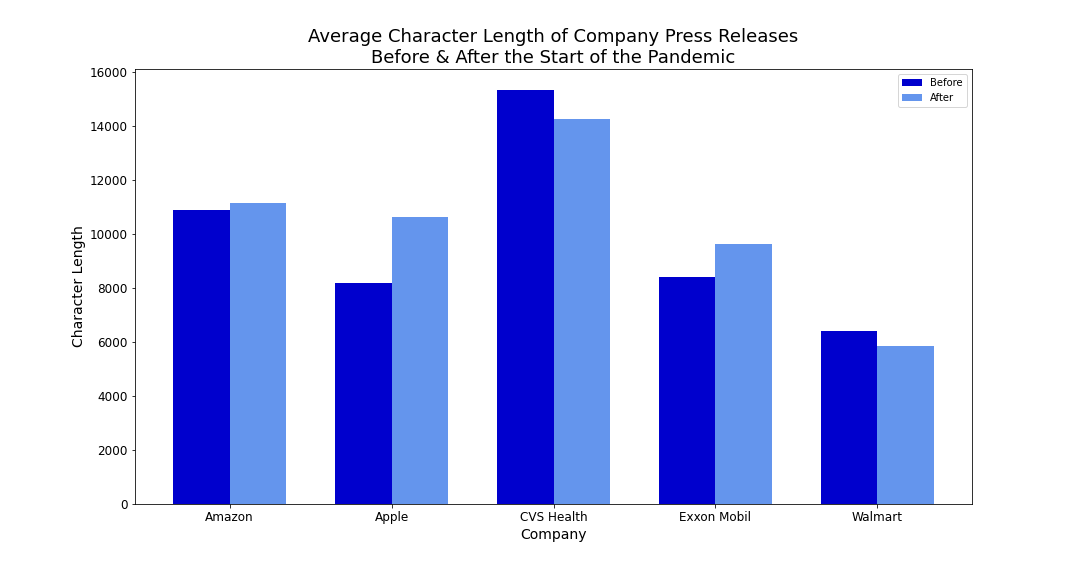 Average Character Length of Company Press Releases
Before & After the Start of the Pandemic
Before
After
16000
14000
12000
10000
8000
6000
4000
2000
0
Character Length
Amazon Apple CVS Health Exxon Mobil Walmart
Company